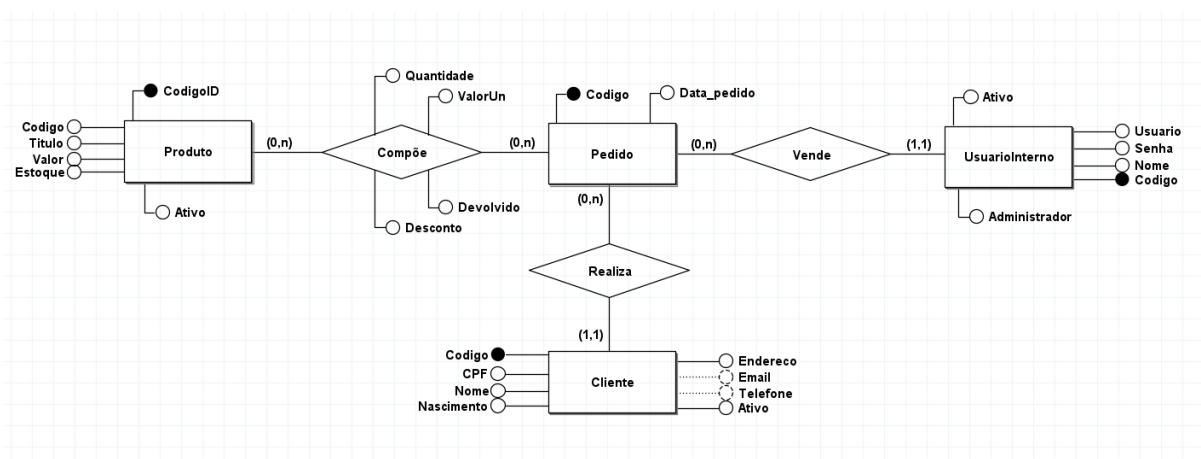 Quantidade
CodigoID
ValorUn
Codigo
Data_pedido
Ativo
Codigo
Titulo
Valor
Estoque
Produto
(0,n)
Compõe
(0,n)
Pedido
(0,n)
Vende
(1,1)
UsuarioInterno
Usuario
Senha
Nome
Codigo
Ativo
Devolvido
Desconto
(0,n)
Administrador
Realiza
(1,1)
Codigo
CPF
Nome
Nascimento
Cliente
Endereco
Email
Telefone
Ativo